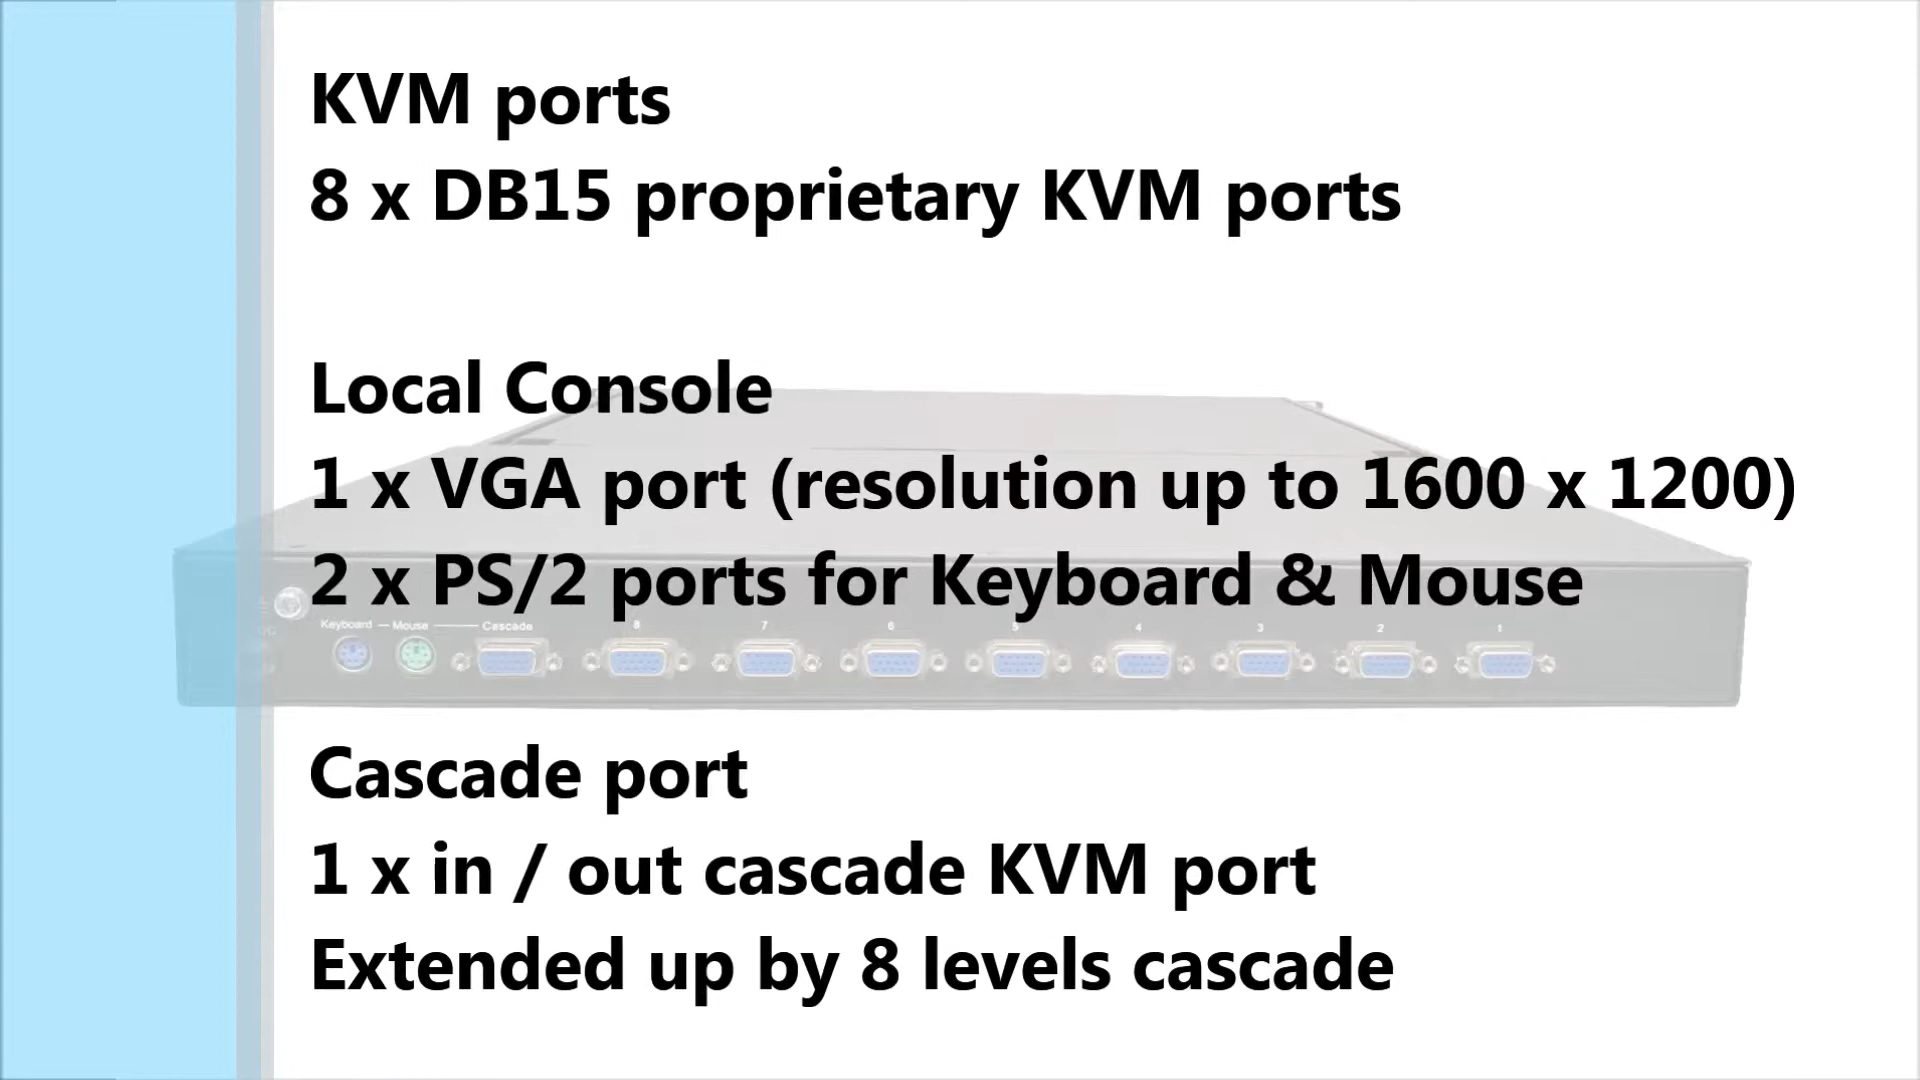 KVM ports
8 x DB15 proprietary KVM ports
Local Console
1 x VGA port (resolution up to 1600 x 1200)
2 x PS/2 ports for Keyboard & Mouse
Keyboard Mouse Cascade 8 7 6 5 4 3 2 1
Cascade port
1 x in / out cascade KVM port
Extended up by 8 levels cascade